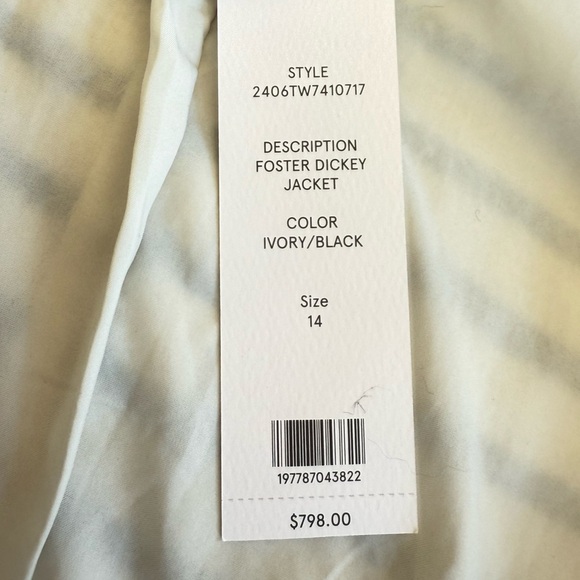 STYLE
2406TW7410717
DESCRIPTION
FOSTER DICKEY
JACKET
COLOR
IVORY/BLACK
Size
14
197787043822
$798.00